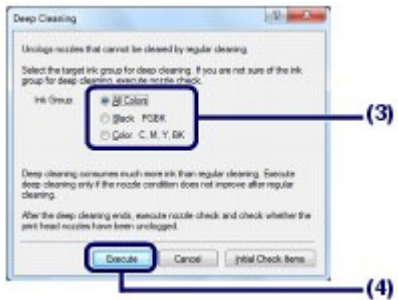 Deep Cleaning
Unclogs nozzles that cannot be cleared by regular cleaning.
Select the target ink group for deep cleaning. If you are not sure of the ink
group for deep cleaning, execute nozzle check.
Ink Group:
All Colors
Black PGBK
Color C, M, Y, BK
(3)
Deep cleaning consumes much more ink than regular cleaning. Execute
deep cleaning only if the nozzle condition does not improve after regular
cleaning.
After the deep cleaning ends, execute nozzle check and check whether the
print head nozzles have been unclogged.
Execute
Cancel
Initial Check Items
(4)